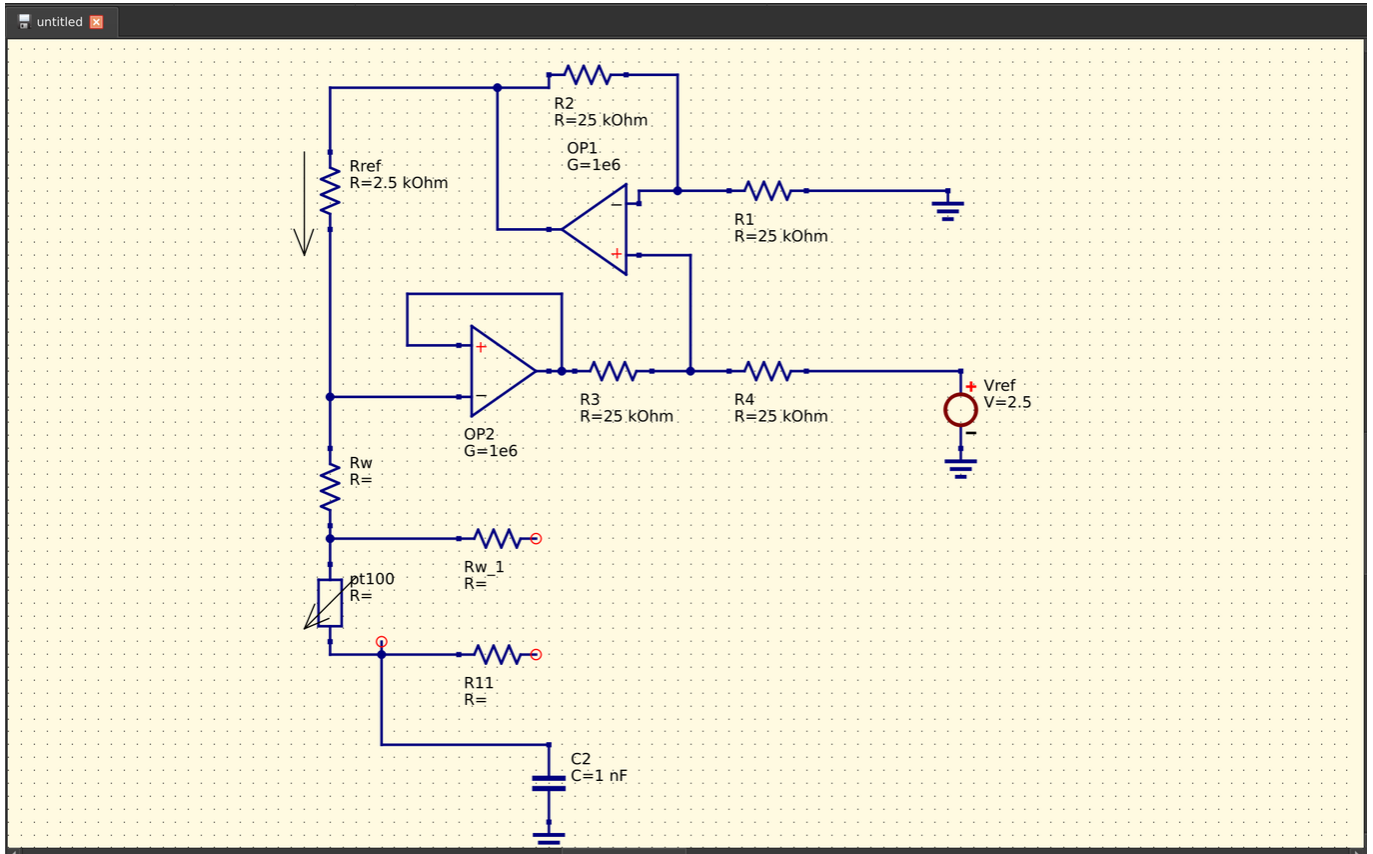 untitled
R2
R=25 kOhm
OP1
G=1e6
Rref
R=2.5 kOhm
−
+
R1
R=25 kOhm
+
−
OP2
G=1e6
R3
R=25 kOhm
R4
R=25 kOhm
+
Vref
V=2.5
−
Rw
R=
Rw_1
R=
pt100
R=
R11
R=
C2
C=1 nF